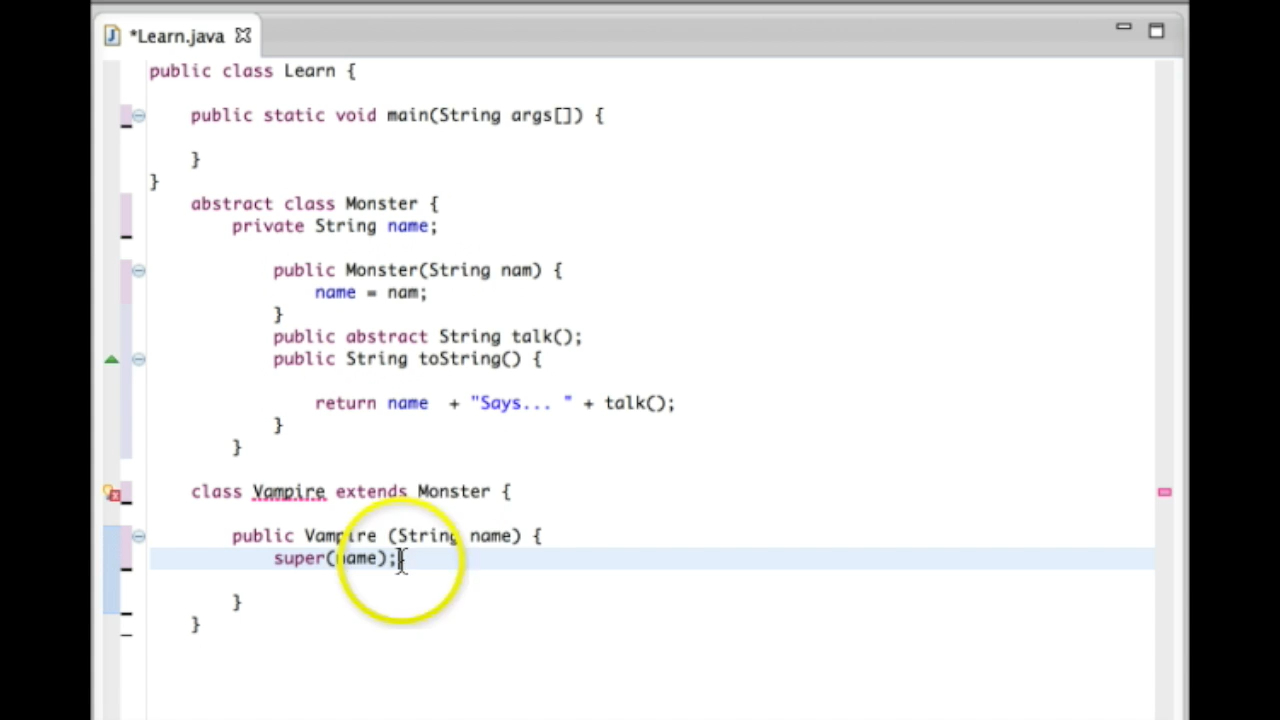 *Learn.java
public class Learn {
public static void main(String args[]) {
}
}
abstract class Monster {
private String name;
public Monster(String nam) {
name = nam;
}
public abstract String talk();
public String toString() {
return name  + "Says... " + talk();
}
}
class Vampire extends Monster {
public Vampire (String name) {
super(name);
}
}